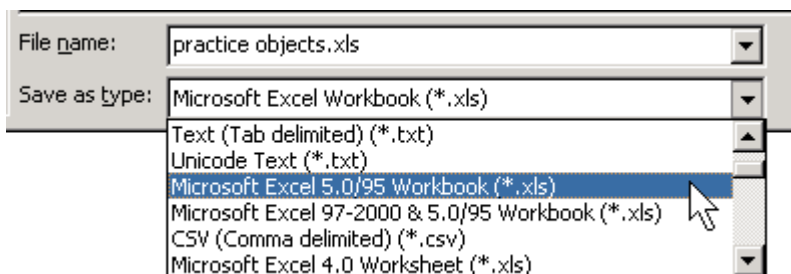 File name: practice objects.xls
Save as type: Microsoft Excel Workbook (*.xls)
Text (Tab delimited) (*.txt)
Unicode Text (*.txt)
Microsoft Excel 5.0/95 Workbook (*.xls)
Microsoft Excel 97-2000 & 5.0/95 Workbook (*.xls)
CSV (Comma delimited) (*.csv)
Microsoft Excel 4.0 Worksheet (*.xls)